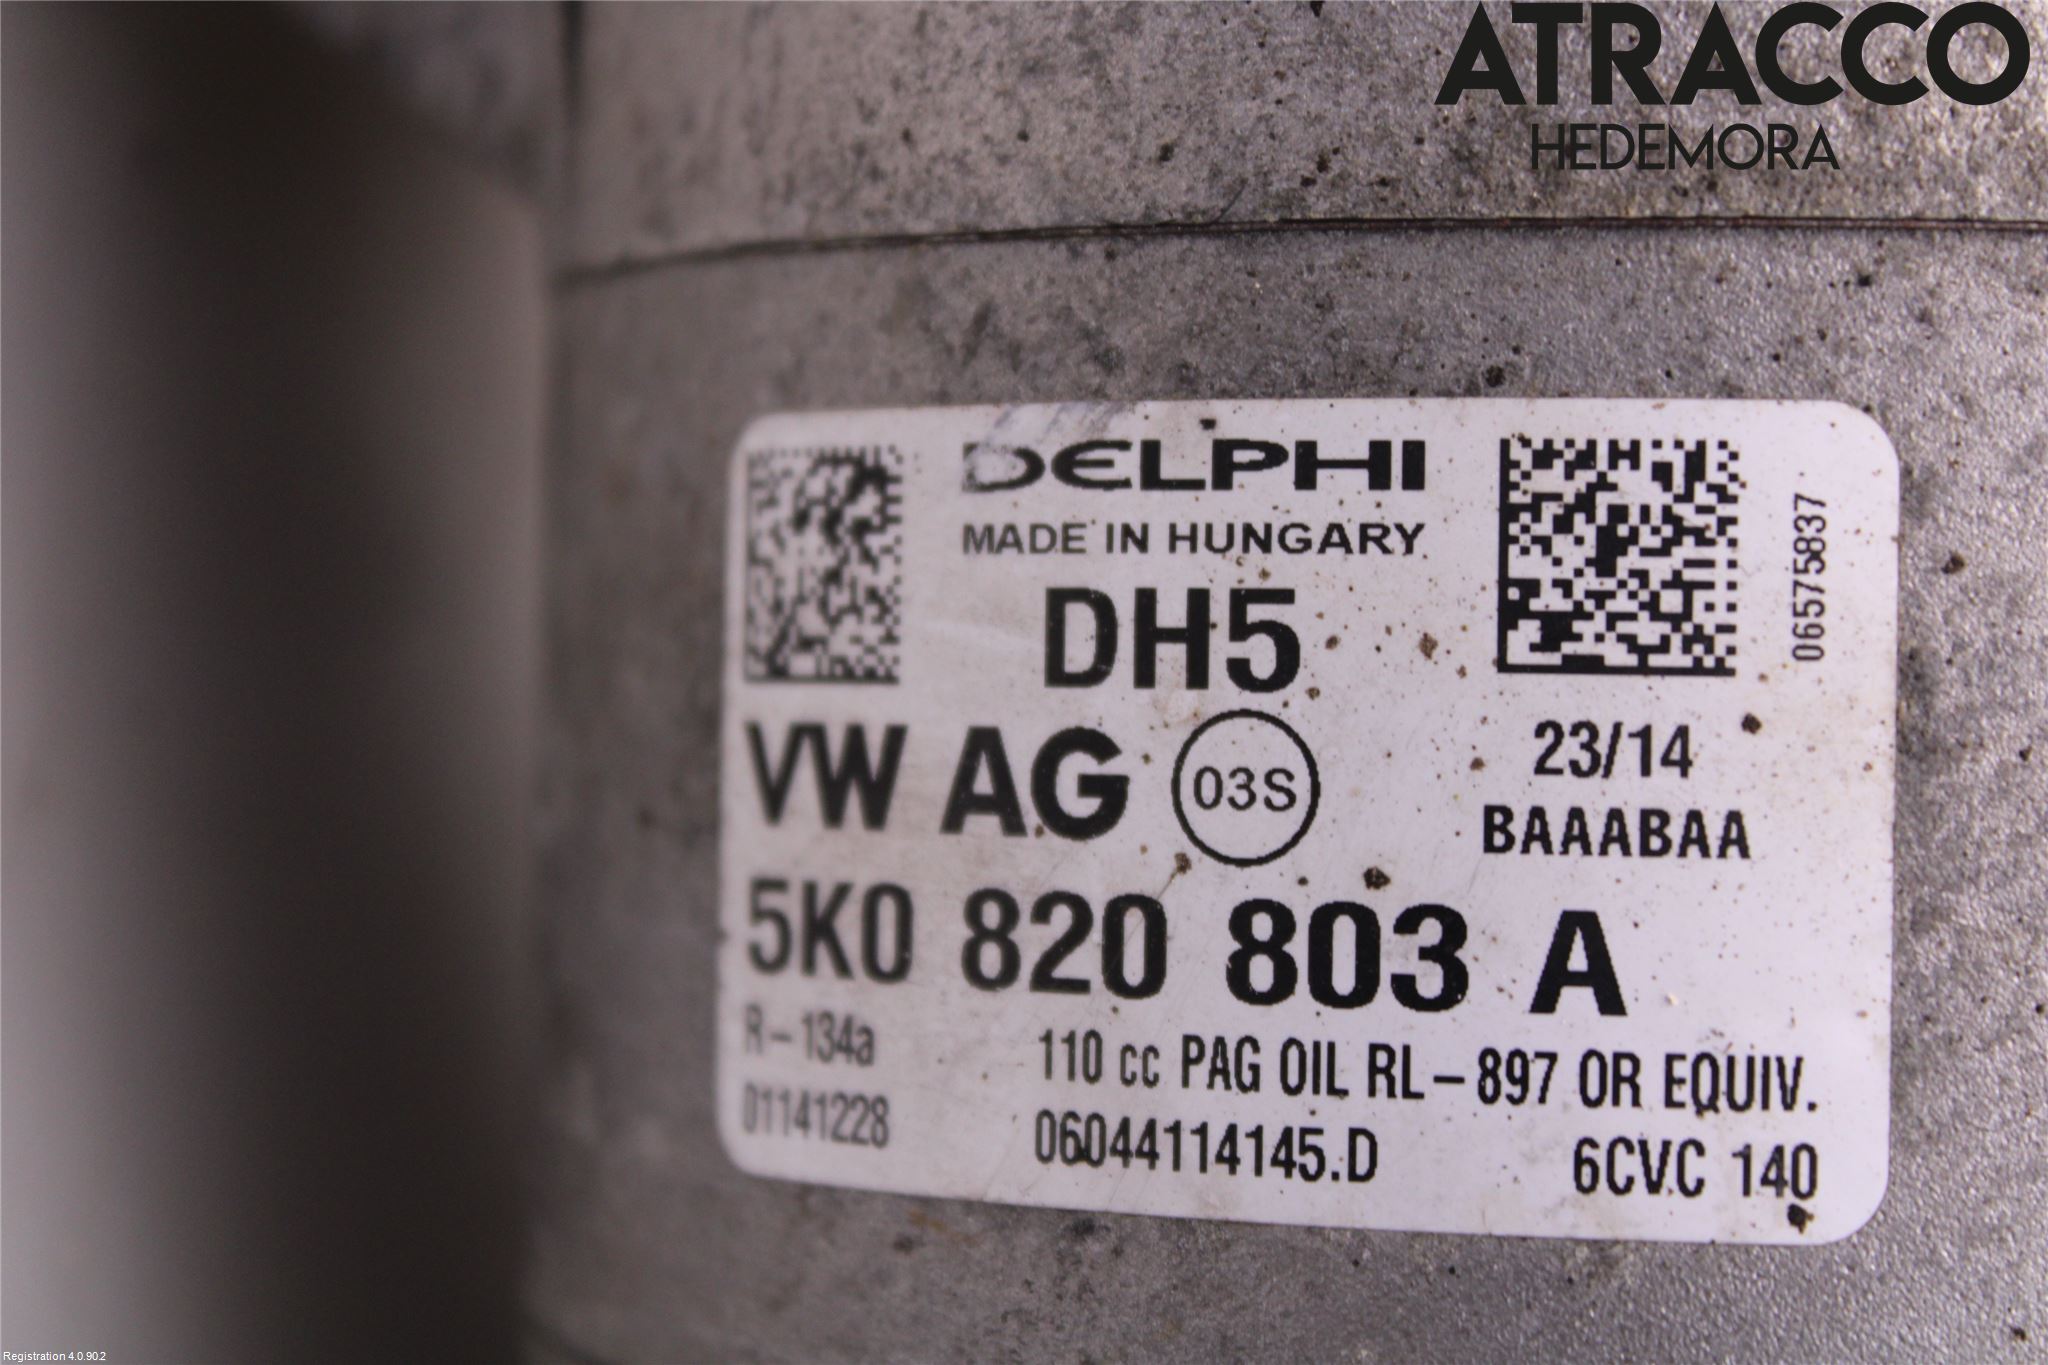 ATRACCO
HEDEMORA
DELPHI
MADE IN HUNGARY
DH5
06575837
VW AG 03S
23/14
BAAABAA
5K0 820 803 A
R-134a
110 cc PAG OIL RL-897 OR EQUIV.
01141228
06044114145.D
6CVC 140
Registration 4.0.90.2